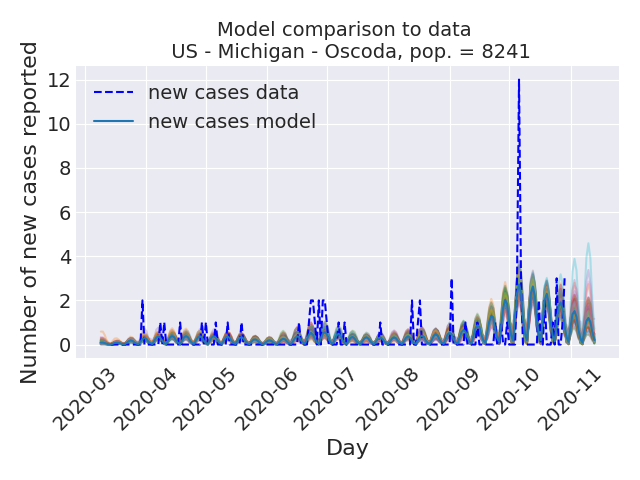 Model comparison to data
US - Michigan - Oscoda, pop. = 8241
Number of new cases reported
12
10
8
6
4
2
0
new cases data
new cases model
2020-03
2020-04
2020-05
2020-06
2020-07
2020-08
2020-09
2020-10
2020-11
Day